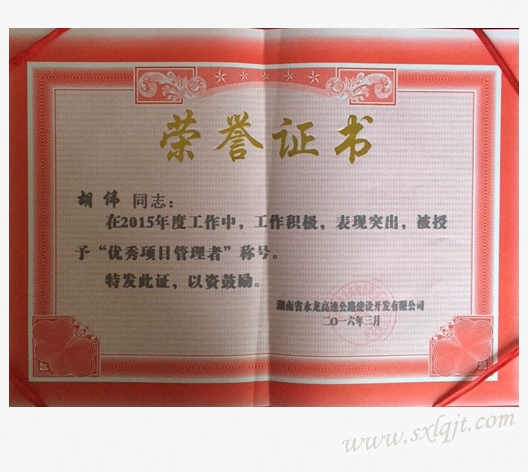 荣誉证书
胡伟 同志：
在2015年度工作中，工作积极，表现突出，被授
予“优秀项目管理者”称号。
特发此证，以资鼓励。
湖南省永龙高速公路建设开发有限公司
二〇一六年三月
www.sxlqjt.com